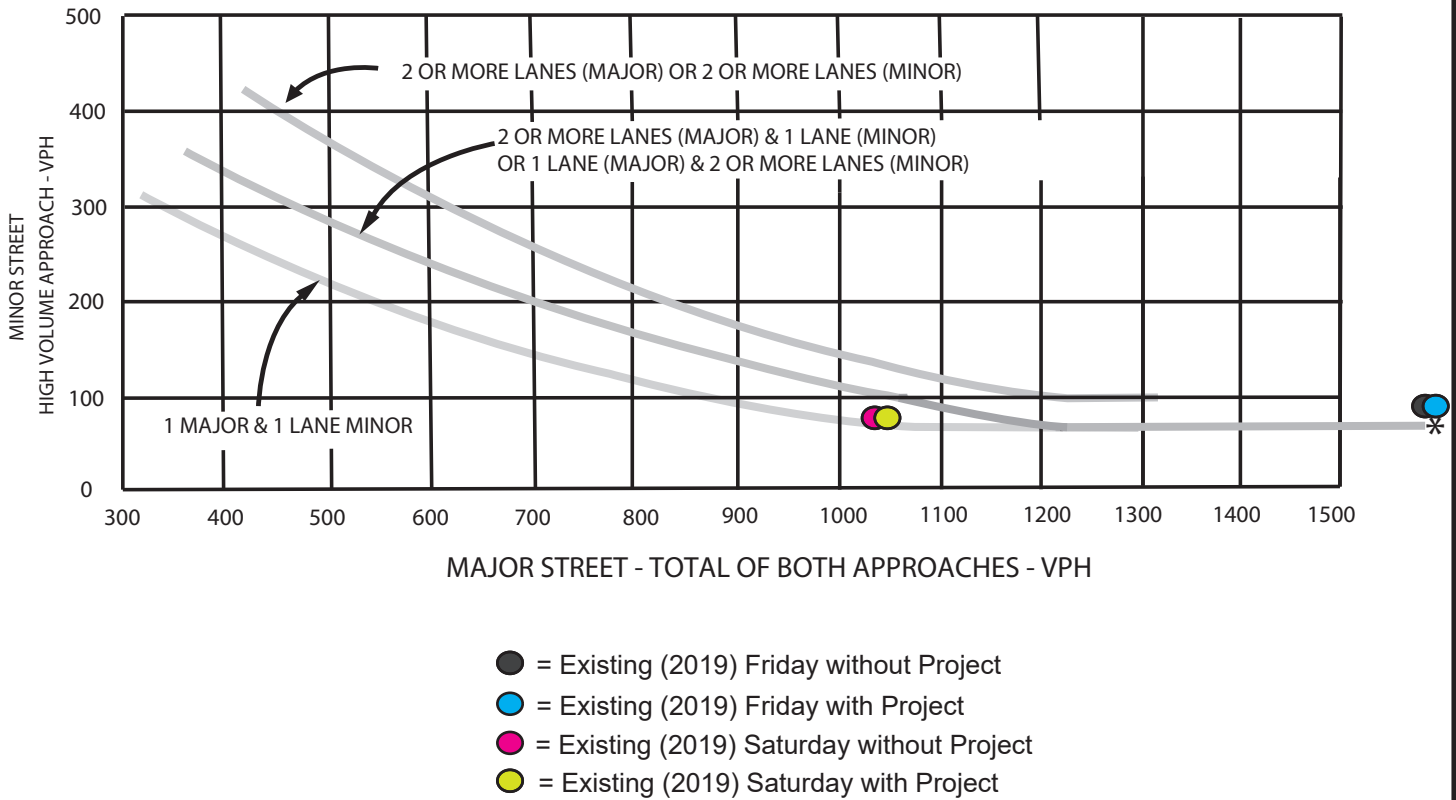 500
400
300
200
100
0
MINOR STREET
HIGH VOLUME APPROACH - VPH
2 OR MORE LANES (MAJOR) OR 2 OR MORE LANES (MINOR)
2 OR MORE LANES (MAJOR) & 1 LANE (MINOR)
OR 1 LANE (MAJOR) & 2 OR MORE LANES (MINOR)
1 MAJOR & 1 LANE MINOR
*
300 400 500 600 700 800 900 1000 1100 1200 1300 1400 1500
MAJOR STREET - TOTAL OF BOTH APPROACHES - VPH
= Existing (2019) Friday without Project
= Existing (2019) Friday with Project
= Existing (2019) Saturday without Project
= Existing (2019) Saturday with Project